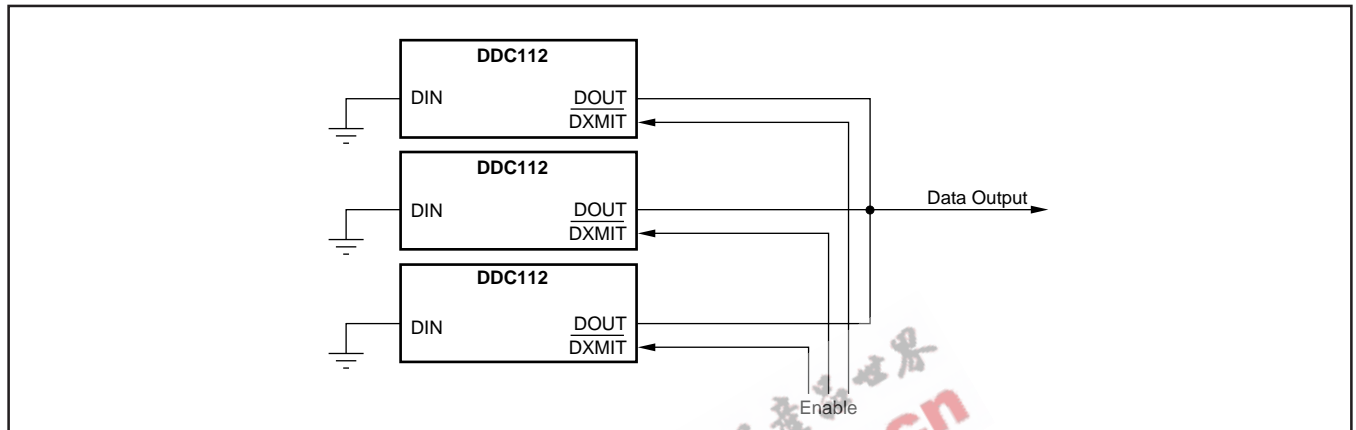 DDC112
DIN
DOUT
DXMIT
DDC112
DIN
DOUT
DXMIT
Data Output
DDC112
DIN
DOUT
DXMIT
Enable